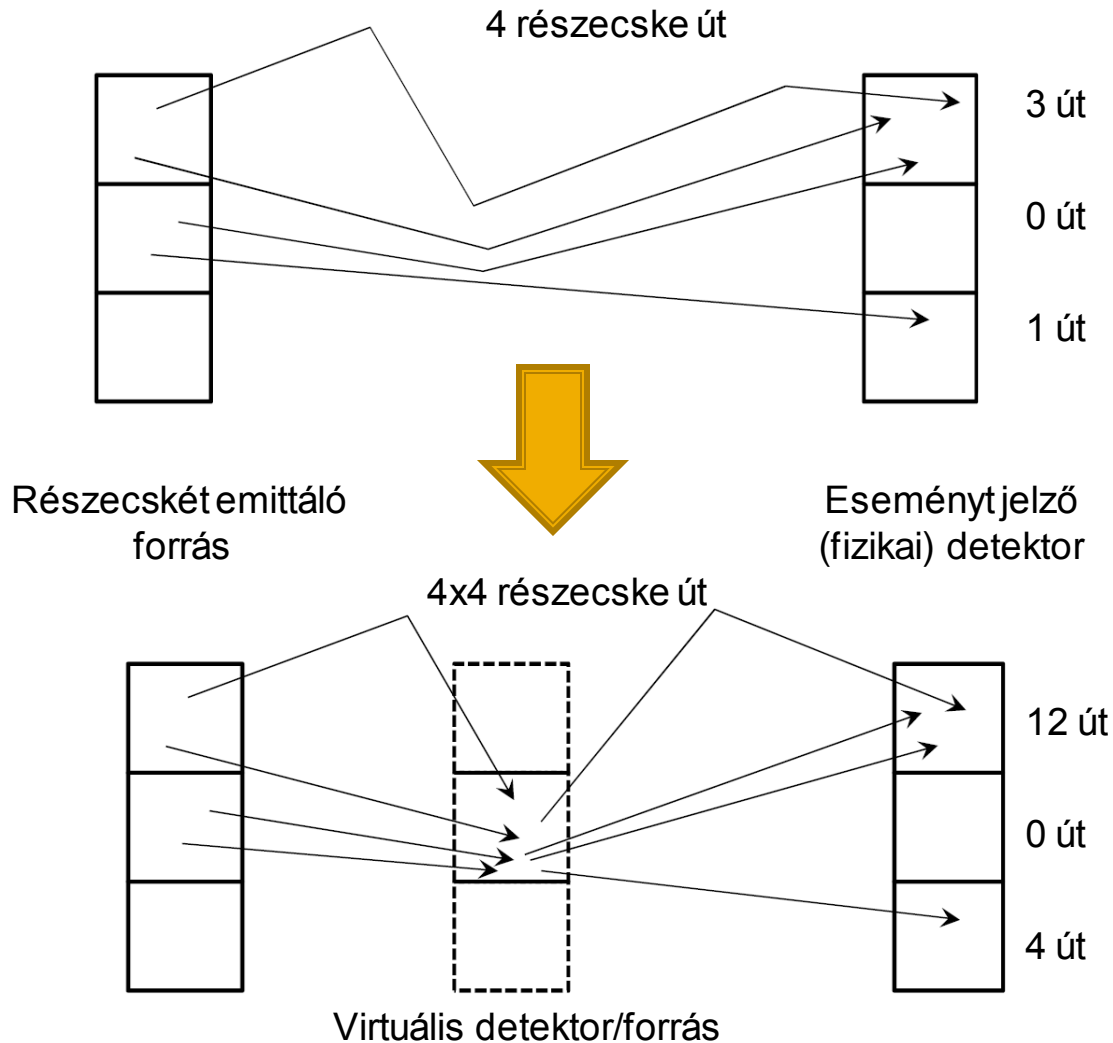 4 részecske út
3 út
0 út
1 út
Részecskét emittáló
forrás
Eseményt jelző
(fizikai) detektor
4x4 részecske út
12 út
0 út
4 út
Virtuális detektor/forrás